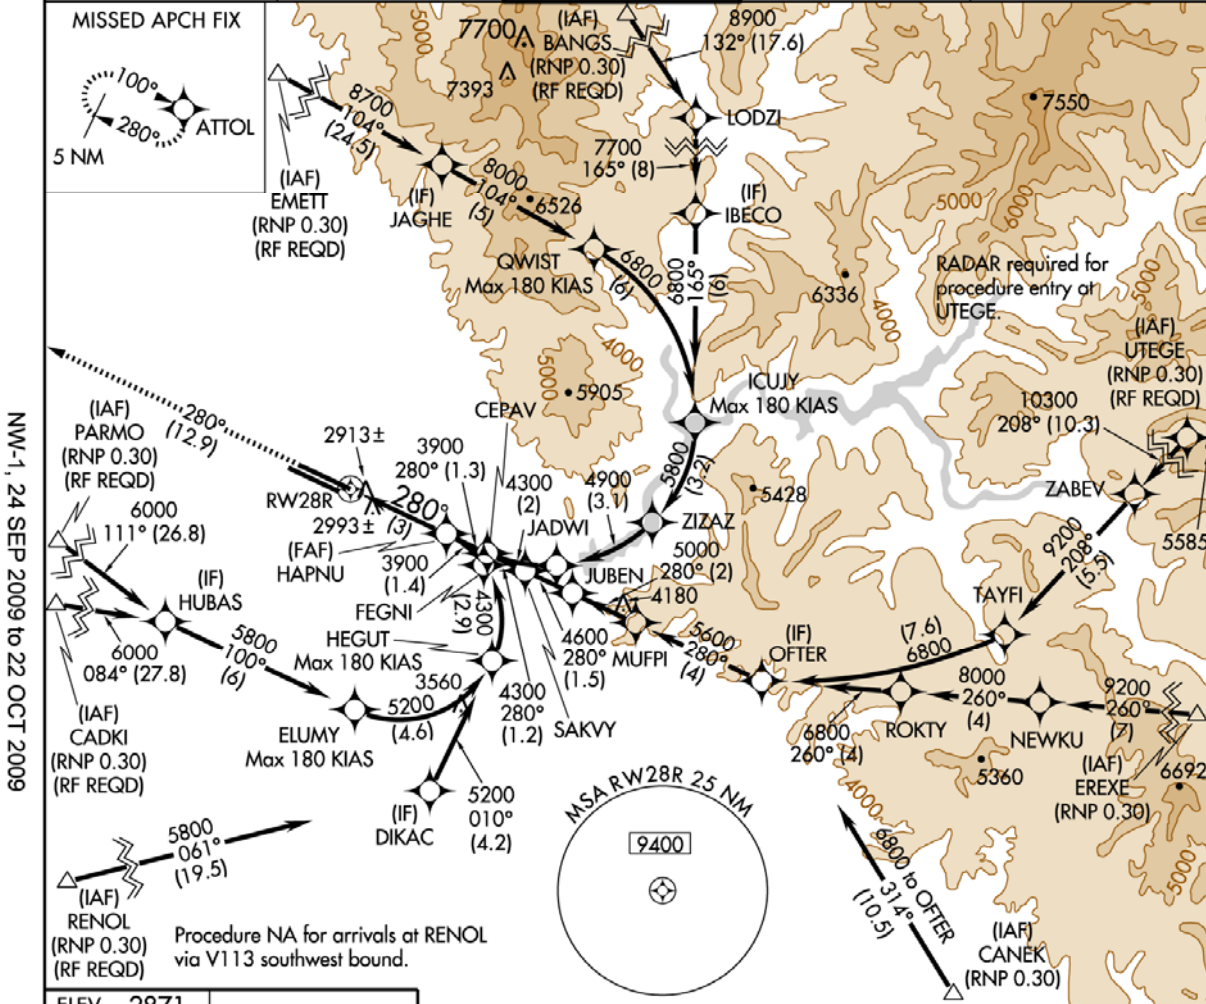 MISSED APCH FIX
100°
280°
ATTOL
5 NM
8700
104°
(24.5)
(IAF)
EMETT
(RNP 0.30)
(RF REQD)
5000
7700
7393
(IAF)
BANGS
(RNP 0.30)
(RF REQD)
8900
132° (17.6)
LODZI
7700
165° (8)
(IF)
IBECO
6800
165°
(6)
7550
5000
6000
8000
104°
(5)
6526
(IF)
JAGHE
QWIST
Max 180 KIAS
6800
(6)
6336
4000
RADAR required for
procedure entry at
UTEGE.
5000
(IAF)
UTEGE
(RNP 0.30)
(RF REQD)
10300
208° (10.3)
4000
5000
5905
ICUJY
Max 180 KIAS
CEPAV
280°
(12.9)
(IAF)
PARMO
(RNP 0.30)
(RF REQD)
6000
111° (26.8)
2913±
RW28R
2993±
280°
(3)
3900
280° (1.3)
4300
(2)
4900
(3.1)
JADWI
5800
(3.2)
5428
ZIZAZ
ZABEV
5585
9200
208°
(5.5)
(FAF)
HAPNU
3900
(1.4)
FEGNI
4300
(2.9)
JUBEN
5000
280° (2)
4180
(IF)
HUBAS
6000
084° (27.8)
5800
100°
(6)
HEGUT
Max 180 KIAS
3560
4600
280°
(1.5)
MUFPI
5600
280°
(4)
(IF)
OFTER
(7.6)
6800
TAYFI
8000
260°
(4)
9200
260°
(7)
(IAF)
CADKI
(RNP 0.30)
(RF REQD)
ELUMY
Max 180 KIAS
5200
(4.6)
4300
280°
(1.2)
SAKVY
6800
260° (4)
ROKTY
NEWKU
5360
(IAF)
EREXE
(RNP 0.30)
6692
5200
010°
(4.2)
(IF)
DIKAC
MSA RW28R 25 NM
9400
4000
5000
5800
061°
(19.5)
(IAF)
RENOL
(RNP 0.30)
(RF REQD)
Procedure NA for arrivals at RENOL
via V113 southwest bound.
6800 to OFTER
314°
(10.5)
(IAF)
CANEK
(RNP 0.30)
ELEV 2871
NW-1, 24 SEP 2009 to 22 OCT 2009